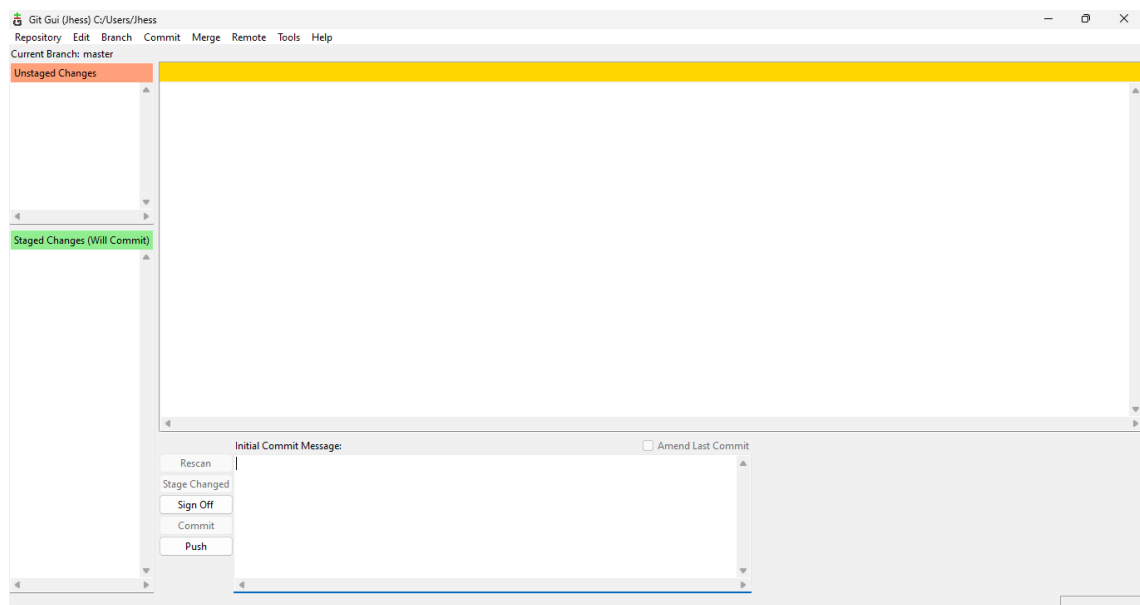 Git Gui (Jhess) C:/Users/Jhess
Repository Edit Branch Commit Merge Remote Tools Help
Current Branch: master
Unstaged Changes
Staged Changes (Will Commit)
Initial Commit Message:
Amend Last Commit
Rescan
Stage Changed
Sign Off
Commit
Push